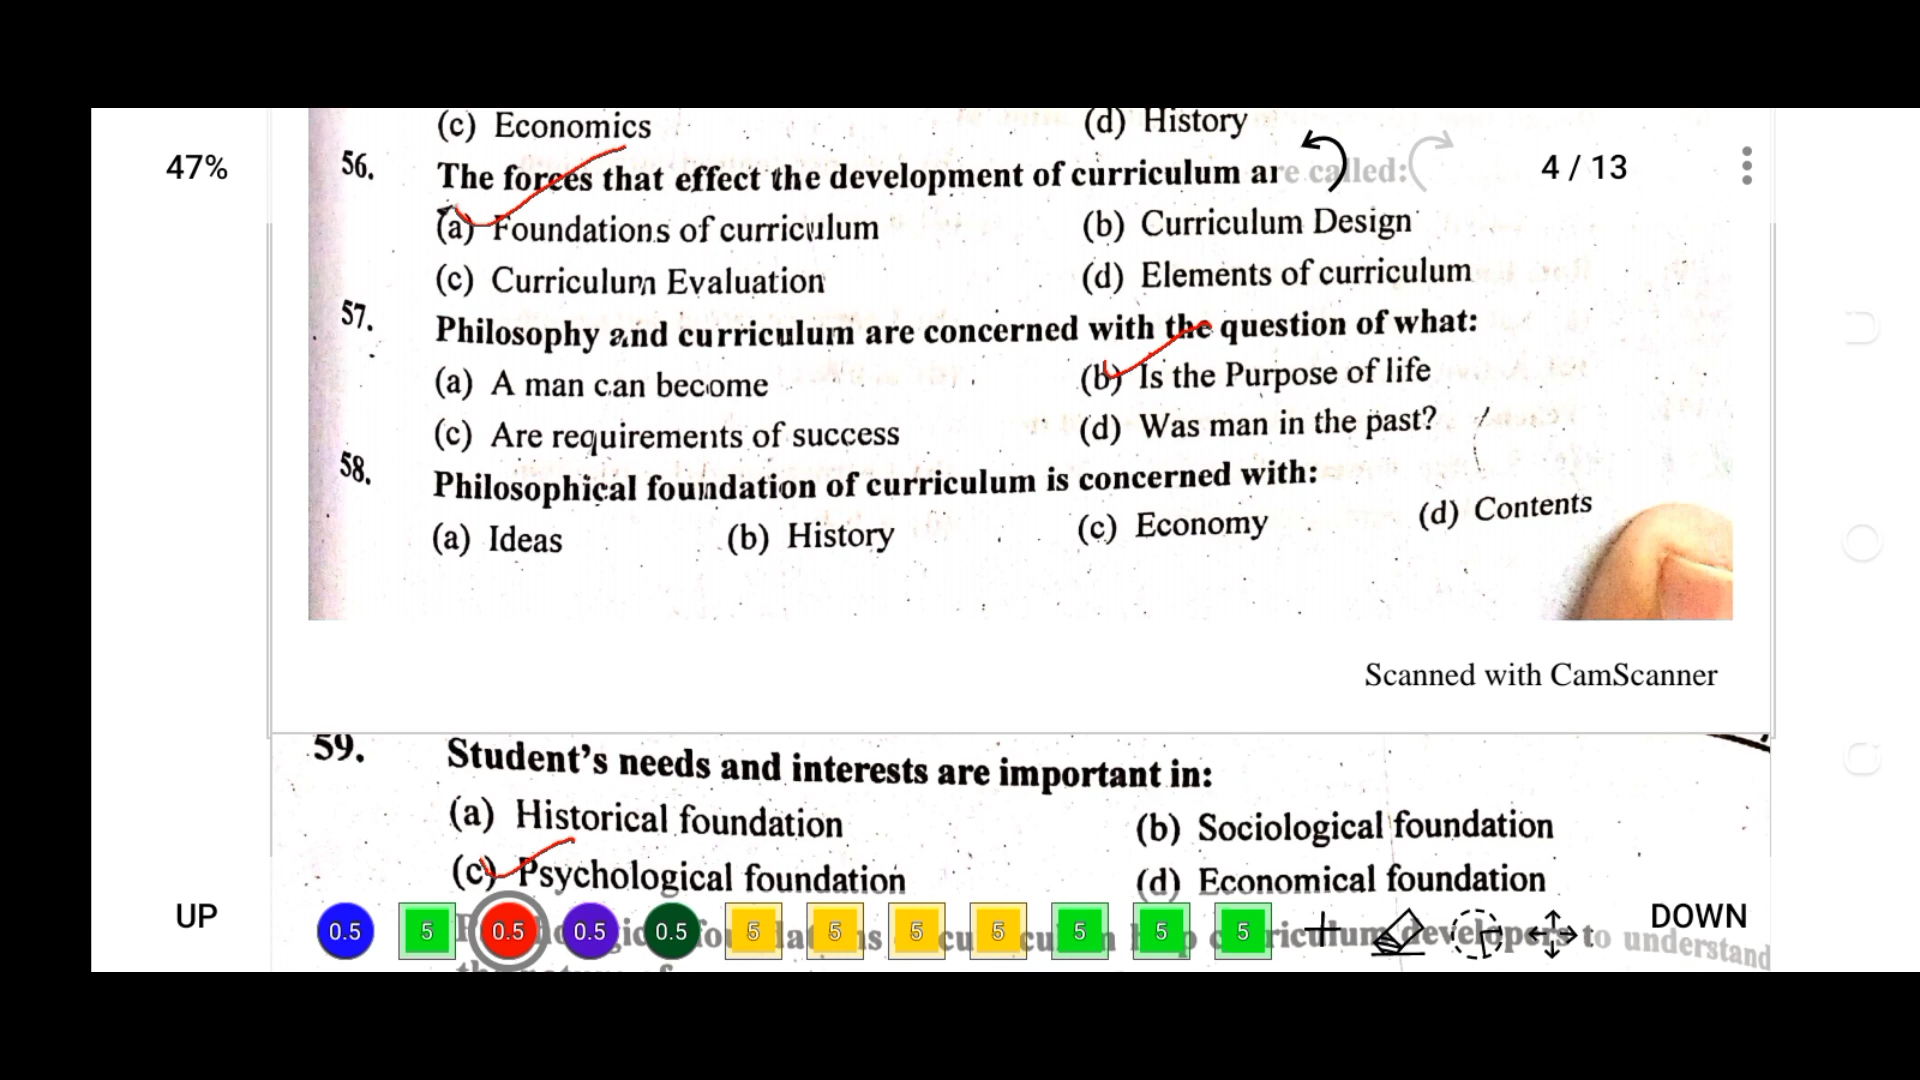 (c) Economics (d) History
47%
56. The forces that effect the development of curriculum are called:
4 / 13
(a) Foundations of curriculum (b) Curriculum Design
(c) Curriculum Evaluation (d) Elements of curriculum
57. Philosophy and curriculum are concerned with the question of what:
(a) A man can become (b) Is the Purpose of life
(c) Are requirements of success (d) Was man in the past?
58. Philosophical foundation of curriculum is concerned with:
(a) Ideas (b) History (c) Economy (d) Contents
Scanned with CamScanner
59. Student's needs and interests are important in:
(a) Historical foundation (b) Sociological foundation
(c) Psychological foundation (d) Economical foundation
UP
0.5 5 0.5 0.5 0.5 5 5 5 5 5 5 5
DOWN
developers to understand